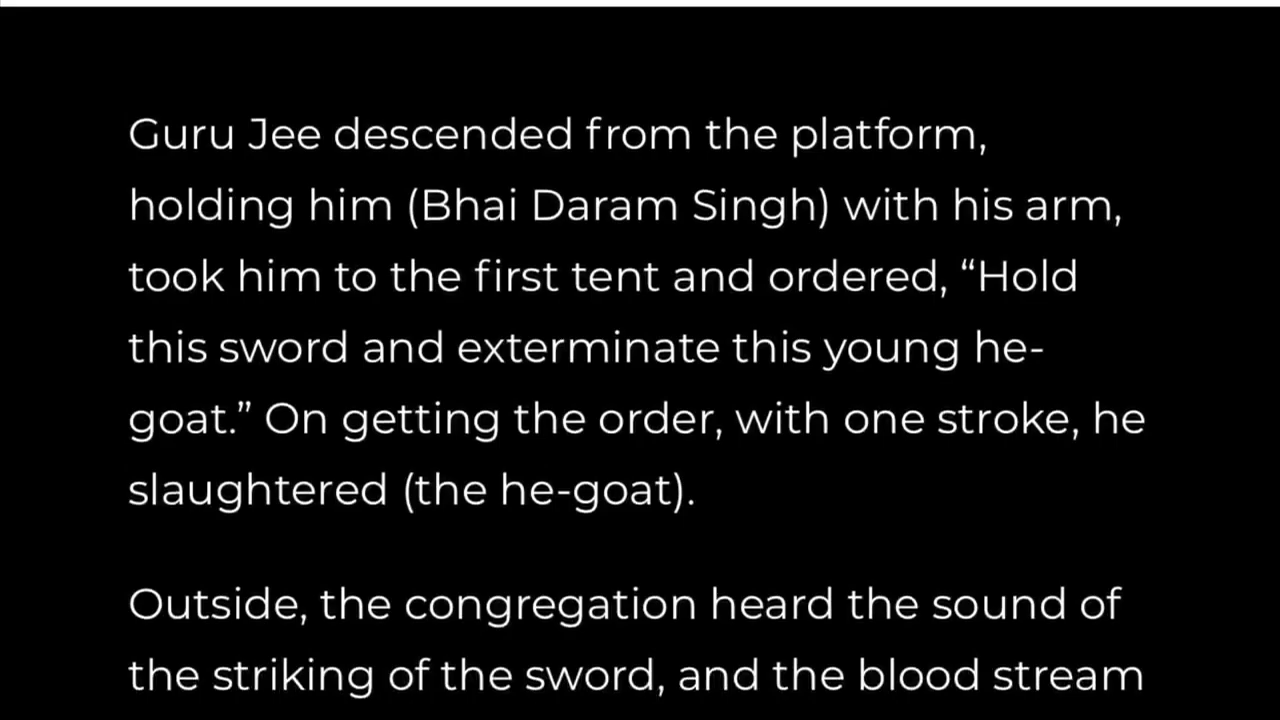 Guru Jee descended from the platform,
holding him (Bhai Daram Singh) with his arm,
took him to the first tent and ordered, “Hold
this sword and exterminate this young he-
goat.” On getting the order, with one stroke, he
slaughtered (the he-goat).
Outside, the congregation heard the sound of
the striking of the sword, and the blood stream